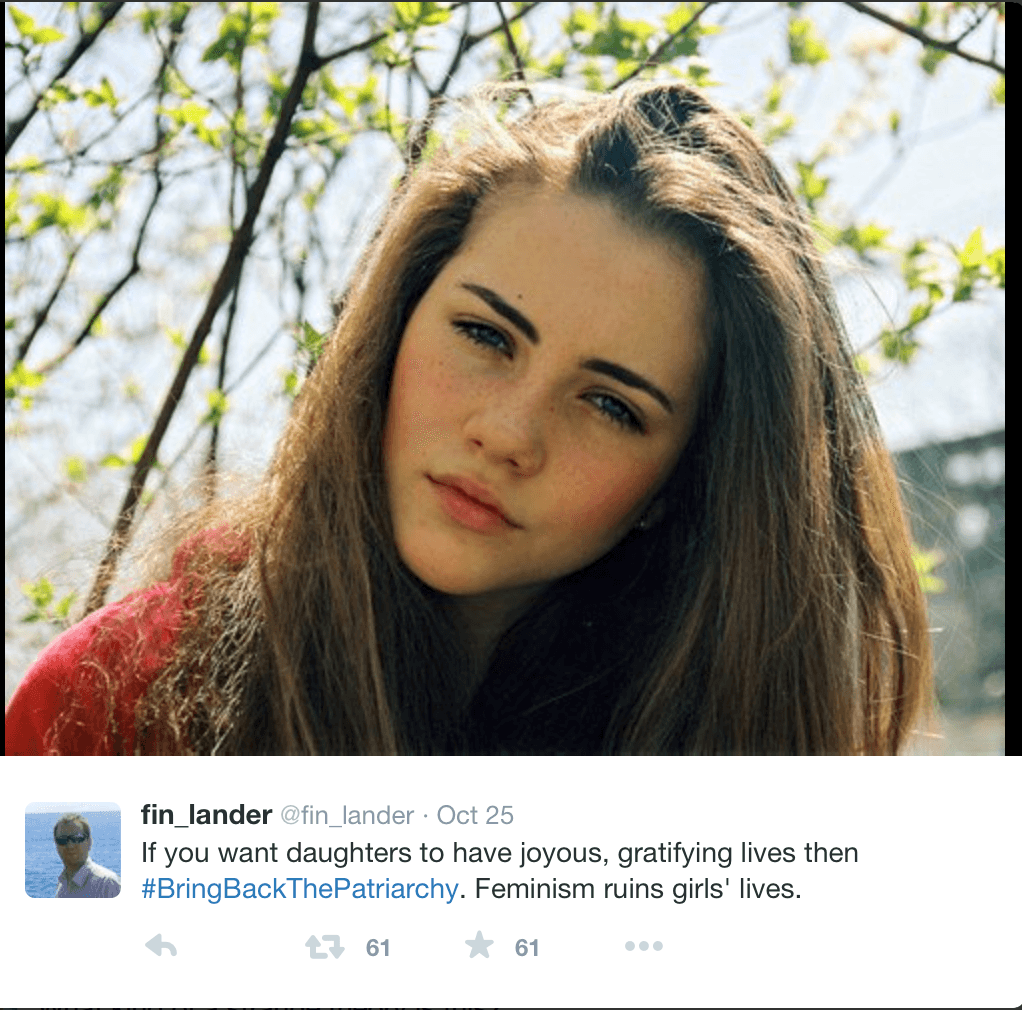 fin_lander @fin_lander · Oct 25
If you want daughters to have joyous, gratifying lives then
#BringBackThePatriarchy. Feminism ruins girls' lives.
61 61